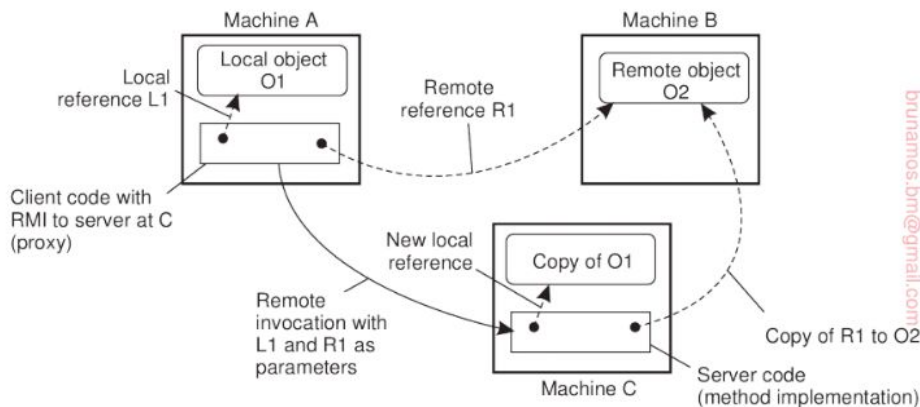 Machine A
Machine B
Local object
O1
Remote object
O2
Local
reference L1
Remote
reference R1
Client code with
RMI to server at C
(proxy)
New local
reference
Copy of O1
Remote
invocation with
L1 and R1 as
parameters
Copy of R1 to O2
Server code
(method implementation)
Machine C
brunamos.bm@gmail.com